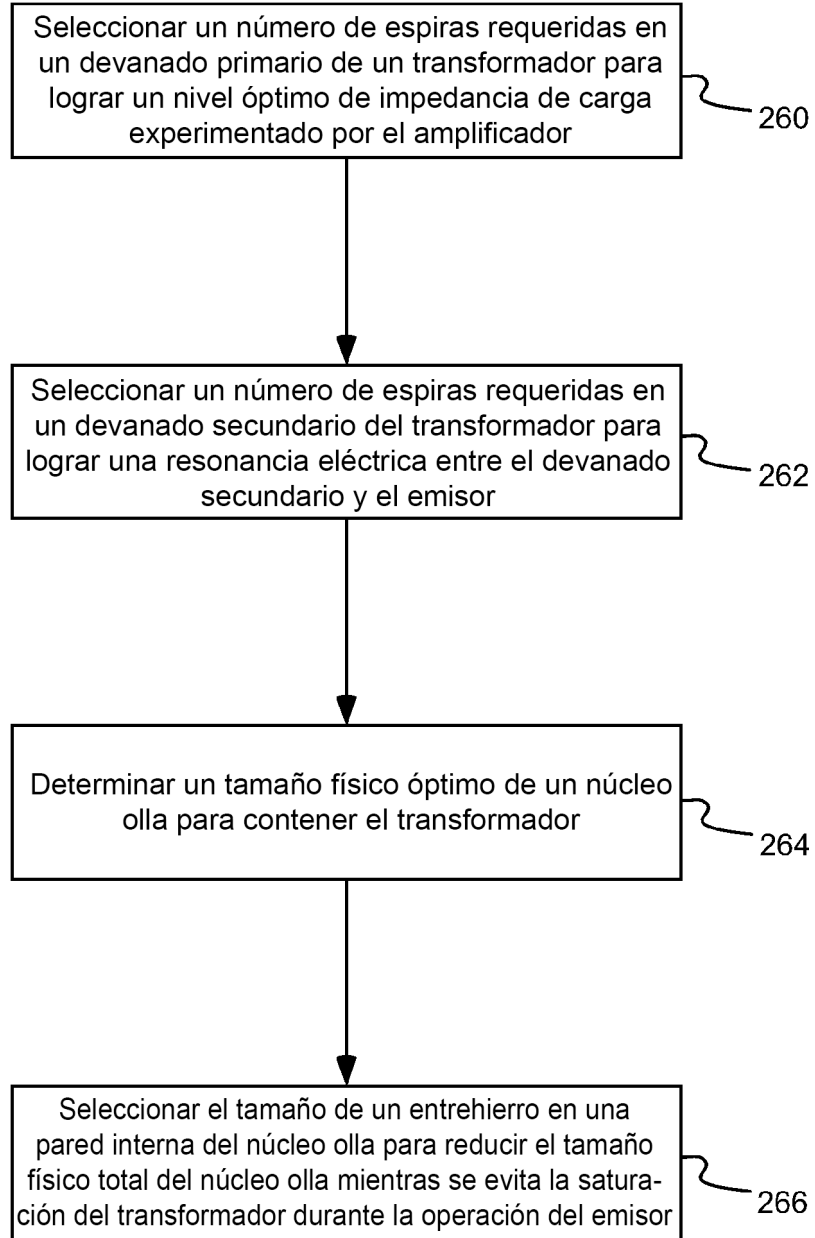 Seleccionar un número de espiras requeridas en
un devanado primario de un transformador para
lograr un nivel óptimo de impedancia de carga
experimentado por el amplificador
260
Seleccionar un número de espiras requeridas en
un devanado secundario del transformador para
lograr una resonancia eléctrica entre el devanado
secundario y el emisor
262
Determinar un tamaño físico óptimo de un núcleo
olla para contener el transformador
264
Seleccionar el tamaño de un entrehierro en una
pared interna del núcleo olla para reducir el tamaño
físico total del núcleo olla mientras se evita la satura-
ción del transformador durante la operación del emisor
266